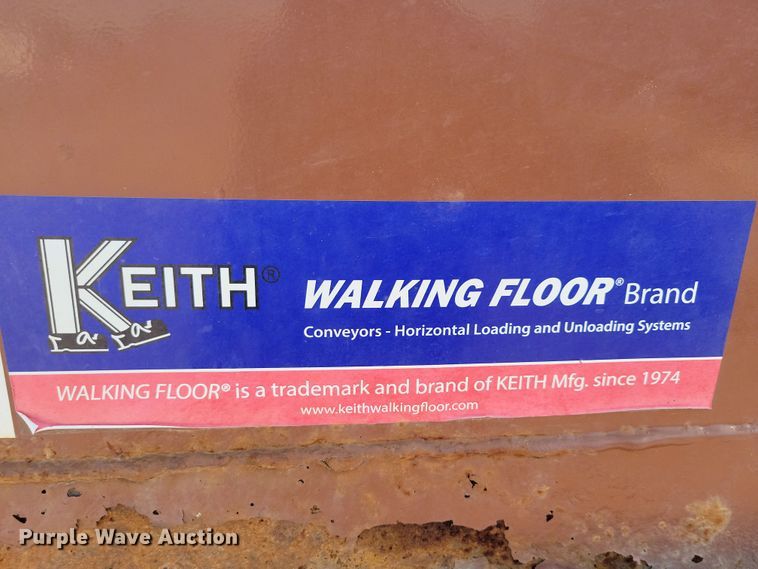 KEITH®
WALKING FLOOR® Brand
Conveyors - Horizontal Loading and Unloading Systems
WALKING FLOOR® is a trademark and brand of KEITH Mfg. since 1974
www.keithwalkingfloor.com
Purple Wave Auction